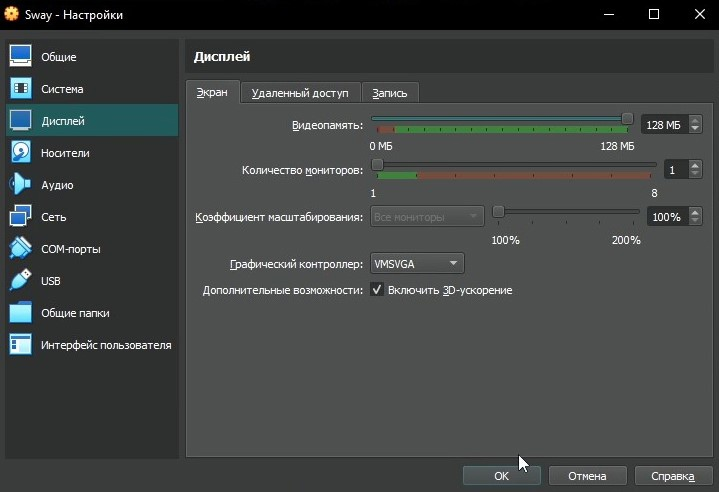 Sway - Настройки
Общие
Система
Дисплей
Носители
Аудио
Сеть
COM-порты
USB
Общие папки
Интерфейс пользователя
Дисплей
Экран Удаленный доступ Запись
Видеопамять: 128 МБ
0 МБ 128 МБ
Количество мониторов: 1
1 8
Коэффициент масштабирования: Все мониторы 100%
100% 200%
Графический контроллер: VMSVGA
Дополнительные возможности: Включить 3D-ускорение
OK Отмена Справка